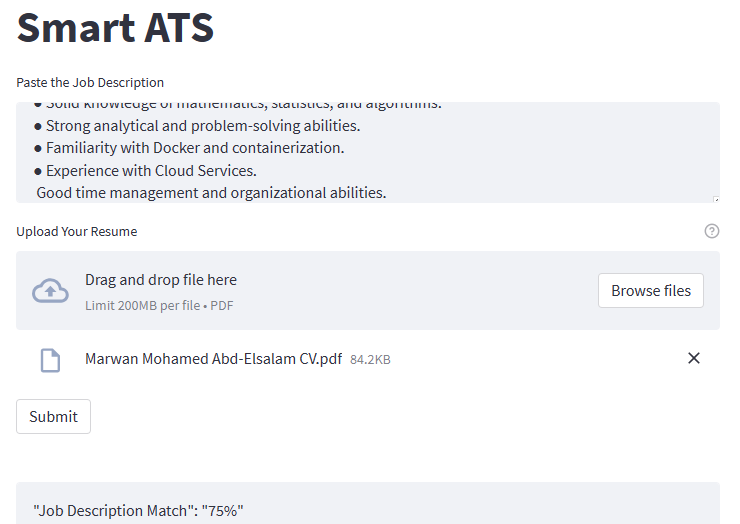 Smart ATS
Paste the Job Description
● Solid knowledge of mathematics, statistics, and algorithms.
● Strong analytical and problem-solving abilities.
● Familiarity with Docker and containerization.
● Experience with Cloud Services.
Good time management and organizational abilities.
Upload Your Resume
Drag and drop file here
Limit 200MB per file • PDF
Browse files
Marwan Mohamed Abd-Elsalam CV.pdf 84.2KB
Submit
"Job Description Match": "75%"